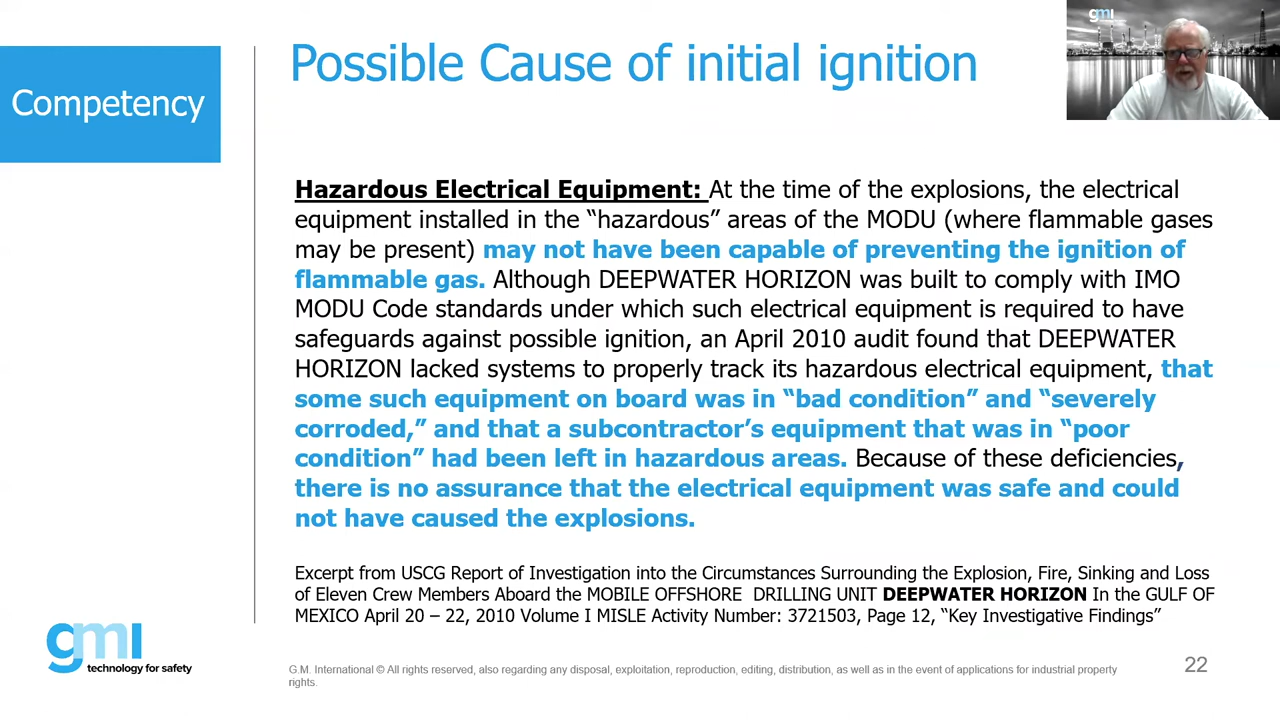 Possible Cause of initial ignition
gmi
Competency
Hazardous Electrical Equipment: At the time of the explosions, the electrical
equipment installed in the “hazardous” areas of the MODU (where flammable gases
may be present) may not have been capable of preventing the ignition of
flammable gas. Although DEEPWATER HORIZON was built to comply with IMO
MODU Code standards under which such electrical equipment is required to have
safeguards against possible ignition, an April 2010 audit found that DEEPWATER
HORIZON lacked systems to properly track its hazardous electrical equipment, that
some such equipment on board was in “bad condition” and “severely
corroded,” and that a subcontractor’s equipment that was in “poor
condition” had been left in hazardous areas. Because of these deficiencies,
there is no assurance that the electrical equipment was safe and could
not have caused the explosions.
Excerpt from USCG Report of Investigation into the Circumstances Surrounding the Explosion, Fire, Sinking and Loss
of Eleven Crew Members Aboard the MOBILE OFFSHORE DRILLING UNIT DEEPWATER HORIZON In the GULF OF
MEXICO April 20 – 22, 2010 Volume I MISLE Activity Number: 3721503, Page 12, “Key Investigative Findings”
gmi
technology for safety
G.M. International © All rights reserved, also regarding any disposal, exploitation, reproduction, editing, distribution, as well as in the event of applications for industrial property
rights.
22